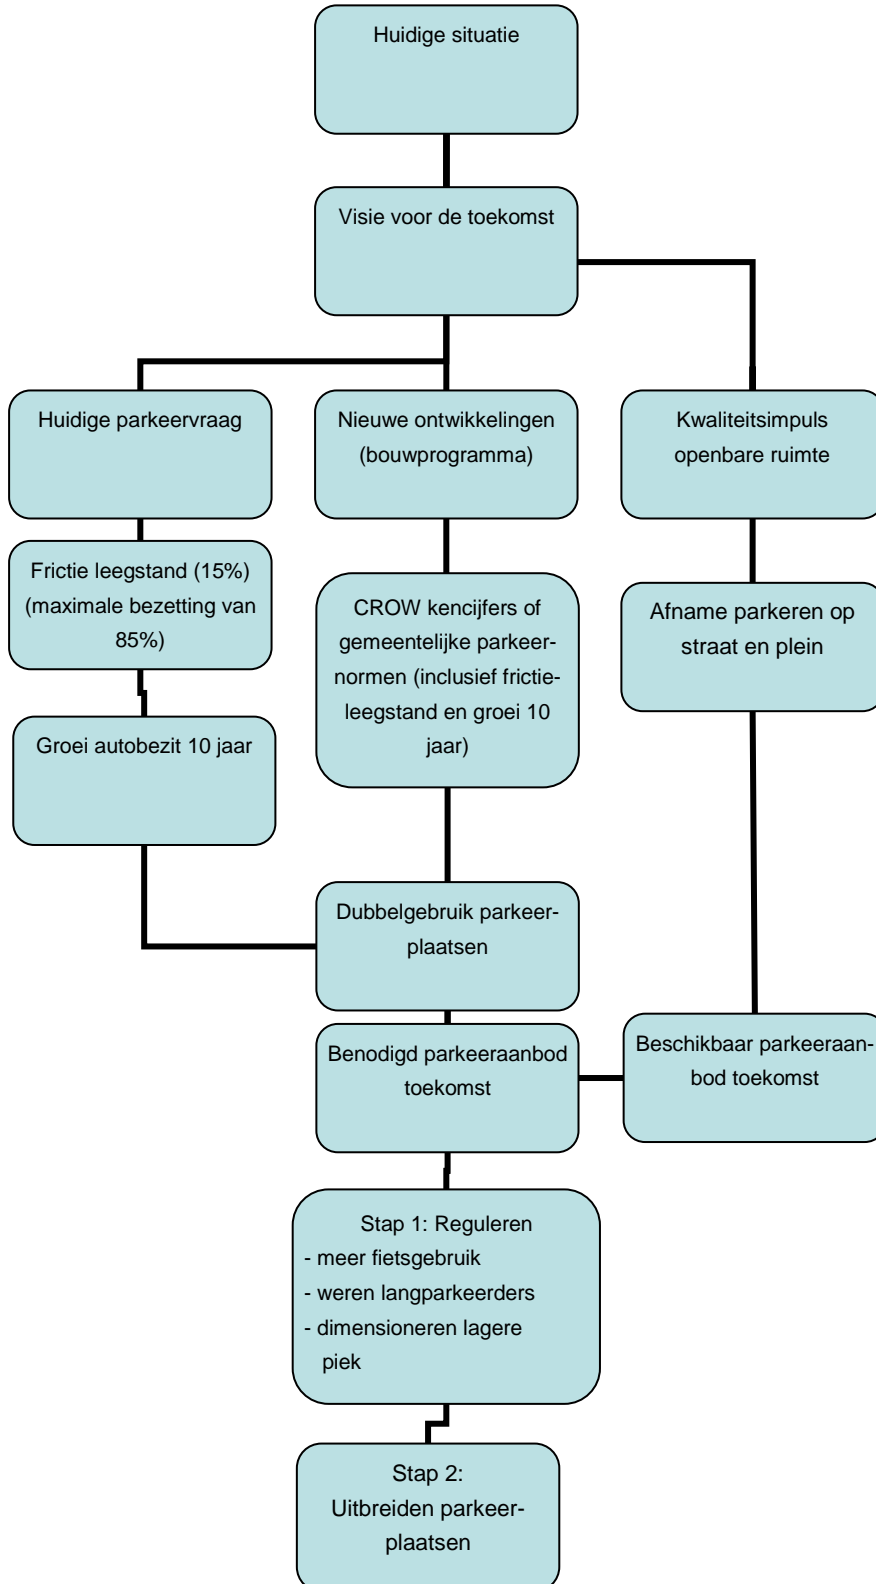 Huidige situatie
Visie voor de toekomst
Huidige parkeervraag
Nieuwe ontwikkelingen
(bouwprogramma)
Kwaliteitsimpuls
openbare ruimte
Frictie leegstand (15%)
(maximale bezetting van
85%)
CROW kencijfers of
gemeentelijke parkeer-
normen (inclusief frictie-
leegstand en groei 10
jaar)
Afname parkeren op
straat en plein
Groei autobezit 10 jaar
Dubbelgebruik parkeer-
plaatsen
Benodigd parkeeraanbod
toekomst
Beschikbaar parkeeraan-
bod toekomst
Stap 1: Reguleren
- meer fietsgebruik
- weren langparkeerders
- dimensioneren lagere
piek
Stap 2:
Uitbreiden parkeer-
plaatsen